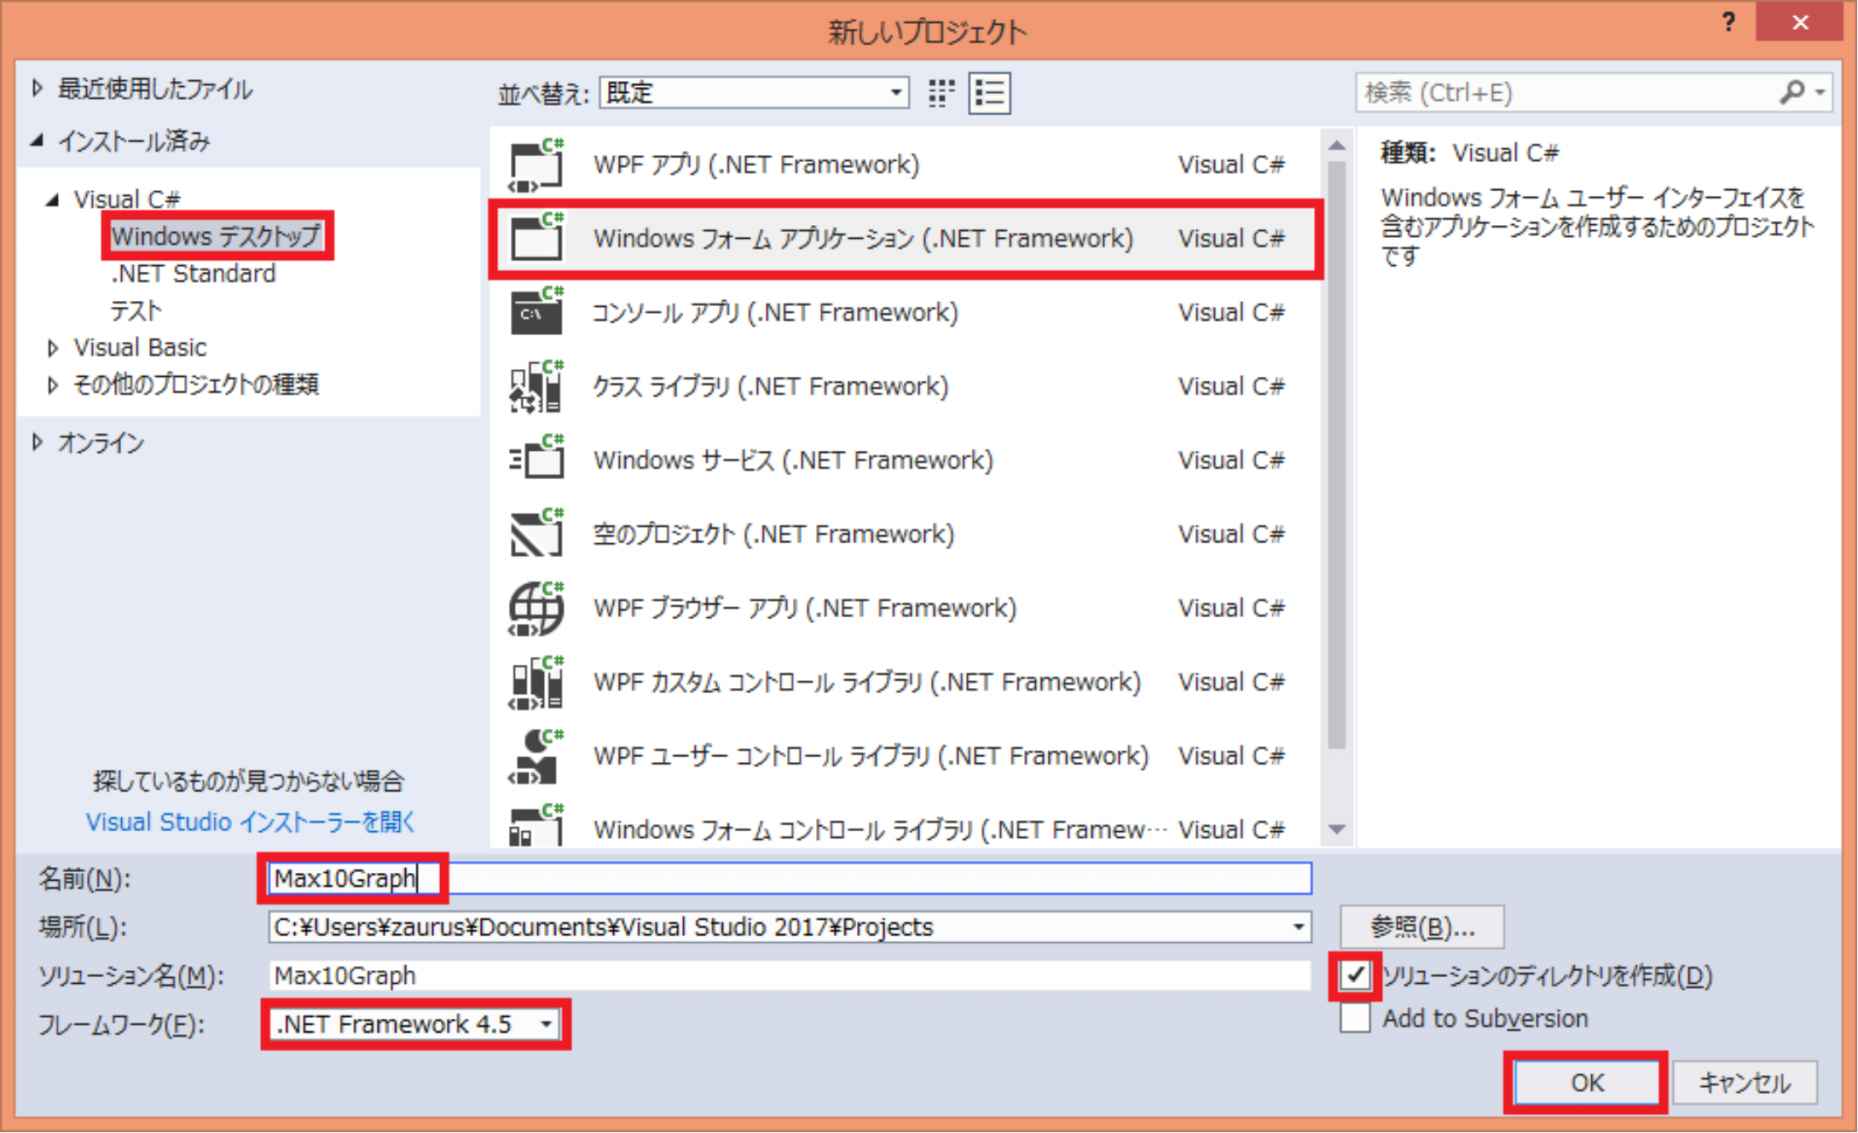 新しいプロジェクト
?
最近使用したファイル
インストール済み
Visual C#
Windows デスクトップ
.NET Standard
テスト
Visual Basic
その他のプロジェクトの種類
オンライン
探しているものが見つからない場合
Visual Studio インストーラーを開く
並べ替え: 既定
検索 (Ctrl+E)
WPF アプリ (.NET Framework) Visual C#
Windows フォーム アプリケーション (.NET Framework) Visual C#
コンソール アプリ (.NET Framework) Visual C#
クラス ライブラリ (.NET Framework) Visual C#
Windows サービス (.NET Framework) Visual C#
空のプロジェクト (.NET Framework) Visual C#
WPF ブラウザー アプリ (.NET Framework) Visual C#
WPF カスタム コントロール ライブラリ (.NET Framework) Visual C#
WPF ユーザー コントロール ライブラリ (.NET Framework) Visual C#
Windows フォーム コントロール ライブラリ (.NET Framew… Visual C#
種類: Visual C#
Windows フォーム ユーザー インターフェイスを
含むアプリケーションを作成するためのプロジェクト
です
名前(N): Max10Graph
場所(L): C:¥Users¥zaurus¥Documents¥Visual Studio 2017¥Projects
参照(B)...
ソリューション名(M): Max10Graph
ソリューションのディレクトリを作成(D)
フレームワーク(F): .NET Framework 4.5
Add to Subversion
OK
キャンセル